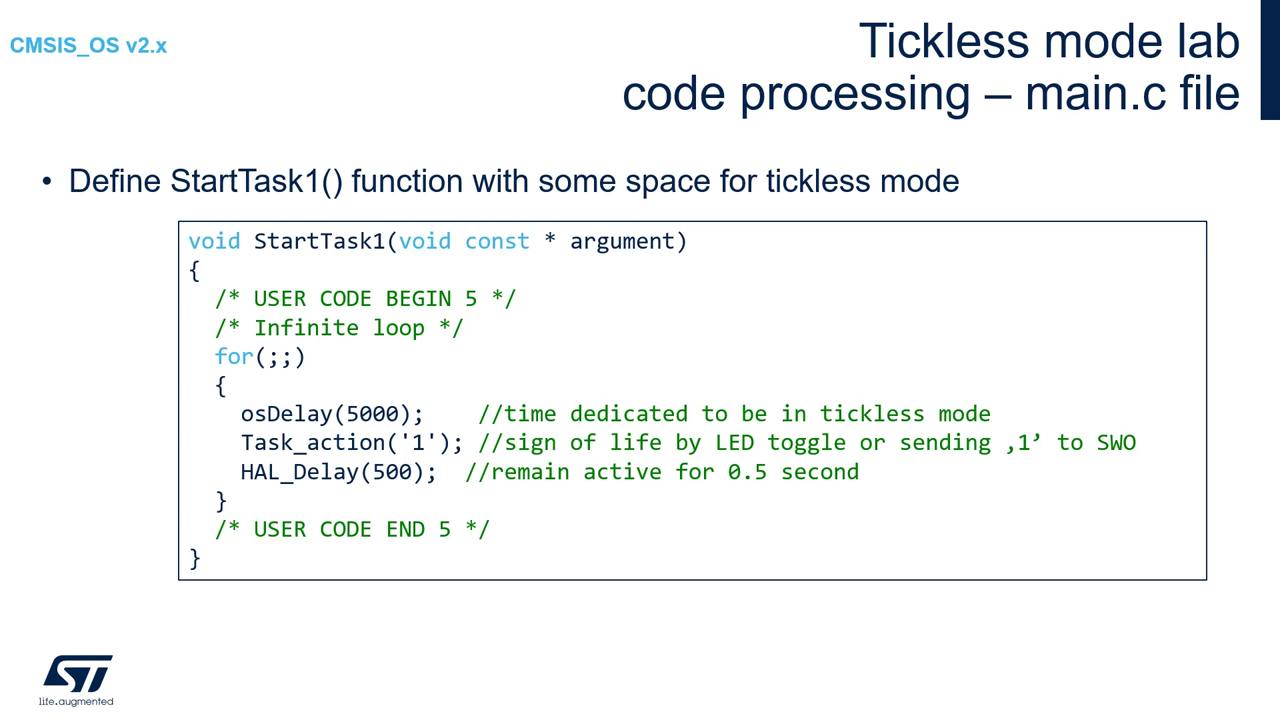 CMSIS_OS v2.x
Tickless mode lab
code processing – main.c file
• Define StartTask1() function with some space for tickless mode
void StartTask1(void const * argument)
{
  /* USER CODE BEGIN 5 */
  /* Infinite loop */
  for(;;)
  {
    osDelay(5000);    //time dedicated to be in tickless mode
    Task_action('1'); //sign of life by LED toggle or sending ‚1’ to SWO
    HAL_Delay(500);  //remain active for 0.5 second
  }
  /* USER CODE END 5 */
}
ST
life.augmented